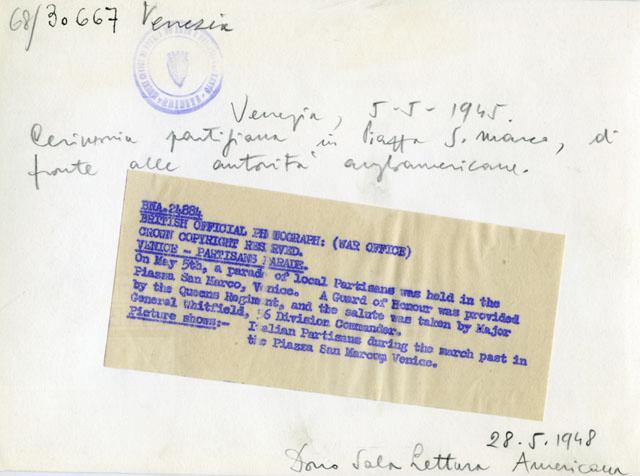 68/30667 Venezia
Venezia, 5-5-1945.
Cerimonia partigiana in Piazza S. Marco, di
fronte alle autorità angloamericane.
BNA.24884
BRITISH OFFICIAL PHOTOGRAPH: (WAR OFFICE)
CROWN COPYRIGHT RESERVED.
VENICE - PARTISANS PARADE.
On May 5th, a parade of local Partisans was held in the
Piazza San Marco, Venice. A Guard of Honour was provided
by the Queens Regiment, and the salute was taken by Major
General Whitfield, 56 Division Commander.
Picture shows:- Italian Partisans during the march past in
the Piazza San Marcop Venice.
28.5.1948
Dono Sala Lettura Americana